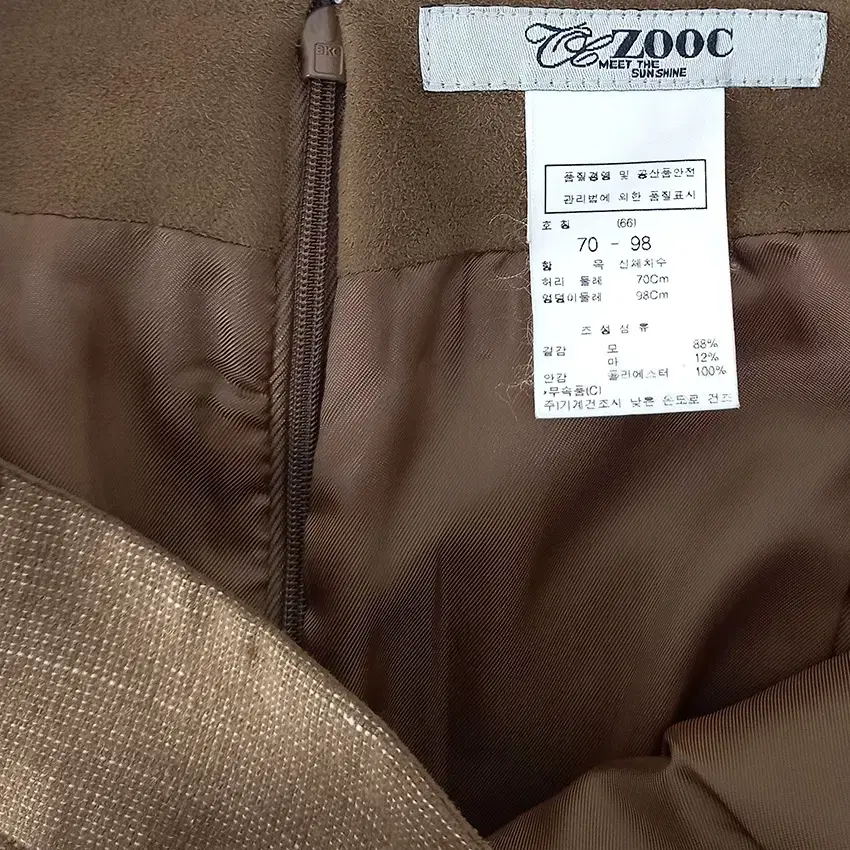 ZOOC
MEET THE
SUNSHINE
품질경영 및 공산품안전
관리법에 의한 품질표시
호 칭 (66)
70 - 98
항 목 신체치수
허리 둘레 70Cm
엉덩이둘레 98Cm
조 성 섬 유
겉감 모 88%
마 12%
안감 폴리에스터 100%
무속품(C)
주)기계건조시 낮은 온도로 건조